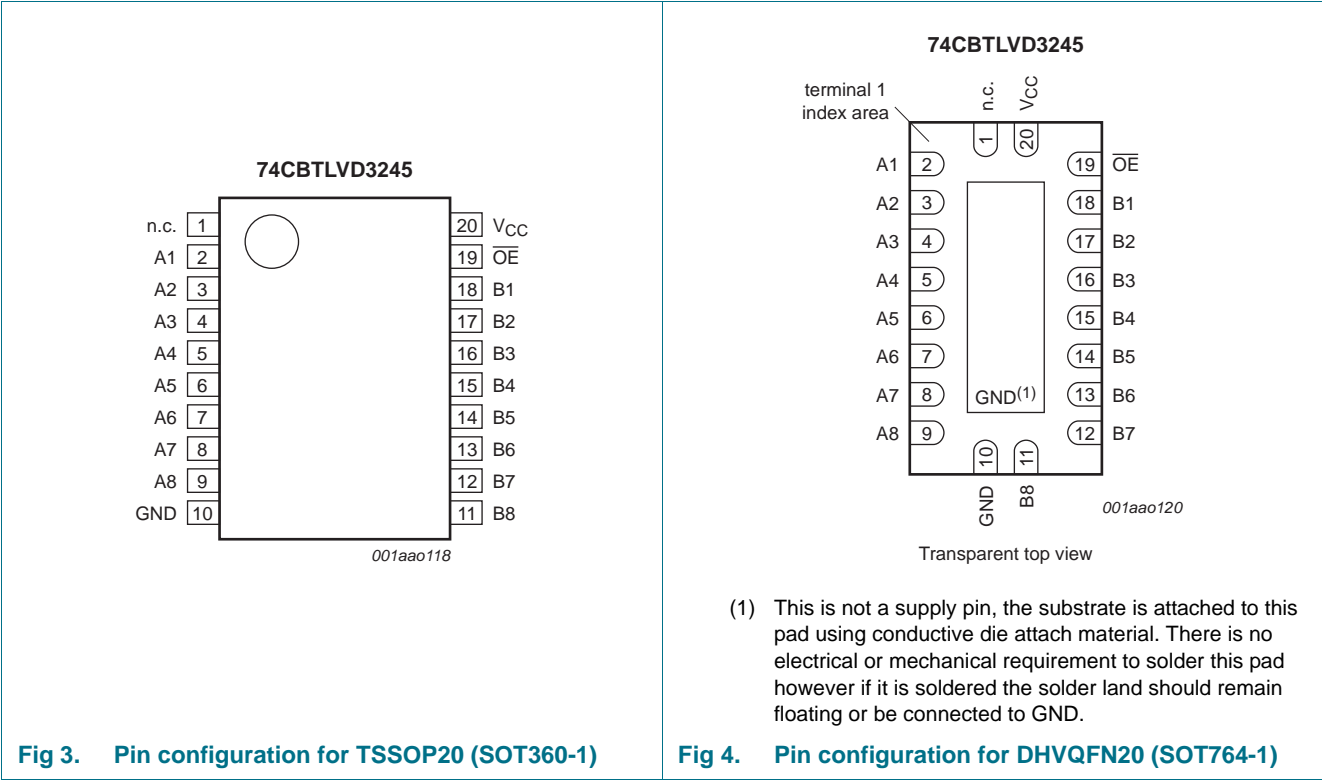 74CBTLVD3245
n.c. 1
A1 2
A2 3
A3 4
A4 5
A5 6
A6 7
A7 8
A8 9
GND 10
20 VCC
19 OE
18 B1
17 B2
16 B3
15 B4
14 B5
13 B6
12 B7
11 B8
001aao118
Fig 3. Pin configuration for TSSOP20 (SOT360-1)
74CBTLVD3245
terminal 1
index area
n.c.
VCC
1
20
A1 2
A2 3
A3 4
A4 5
A5 6
A6 7
A7 8
A8 9
19 OE
18 B1
17 B2
16 B3
15 B4
14 B5
13 B6
12 B7
GND(1)
10
11
GND
B8
001aao120
Transparent top view
(1) This is not a supply pin, the substrate is attached to this
pad using conductive die attach material. There is no
electrical or mechanical requirement to solder this pad
however if it is soldered the solder land should remain
floating or be connected to GND.
Fig 4. Pin configuration for DHVQFN20 (SOT764-1)